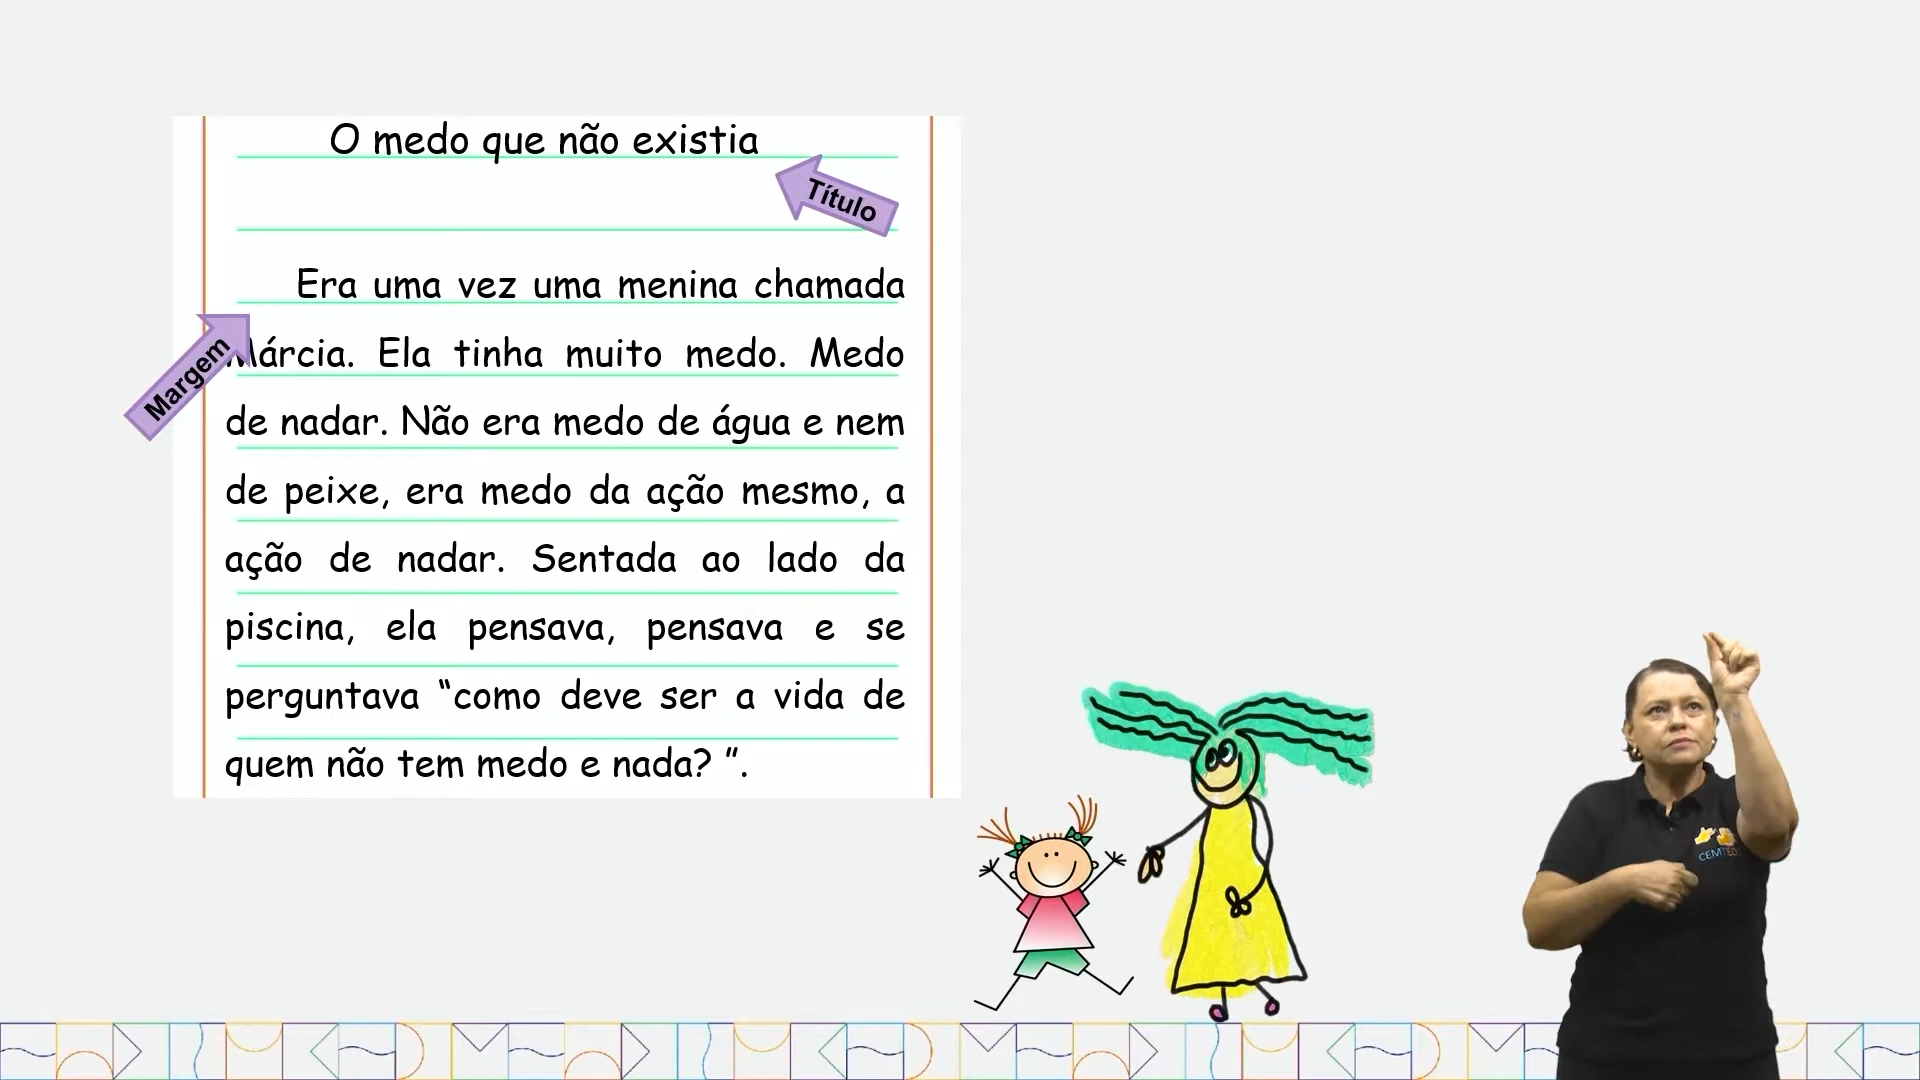 O medo que não existia
Título
Era uma vez uma menina chamada
Margem
Márcia. Ela tinha muito medo. Medo
de nadar. Não era medo de água e nem
de peixe, era medo da ação mesmo, a
ação de nadar. Sentada ao lado da
piscina, ela pensava, pensava e se
perguntava “como deve ser a vida de
quem não tem medo e nada? ”.